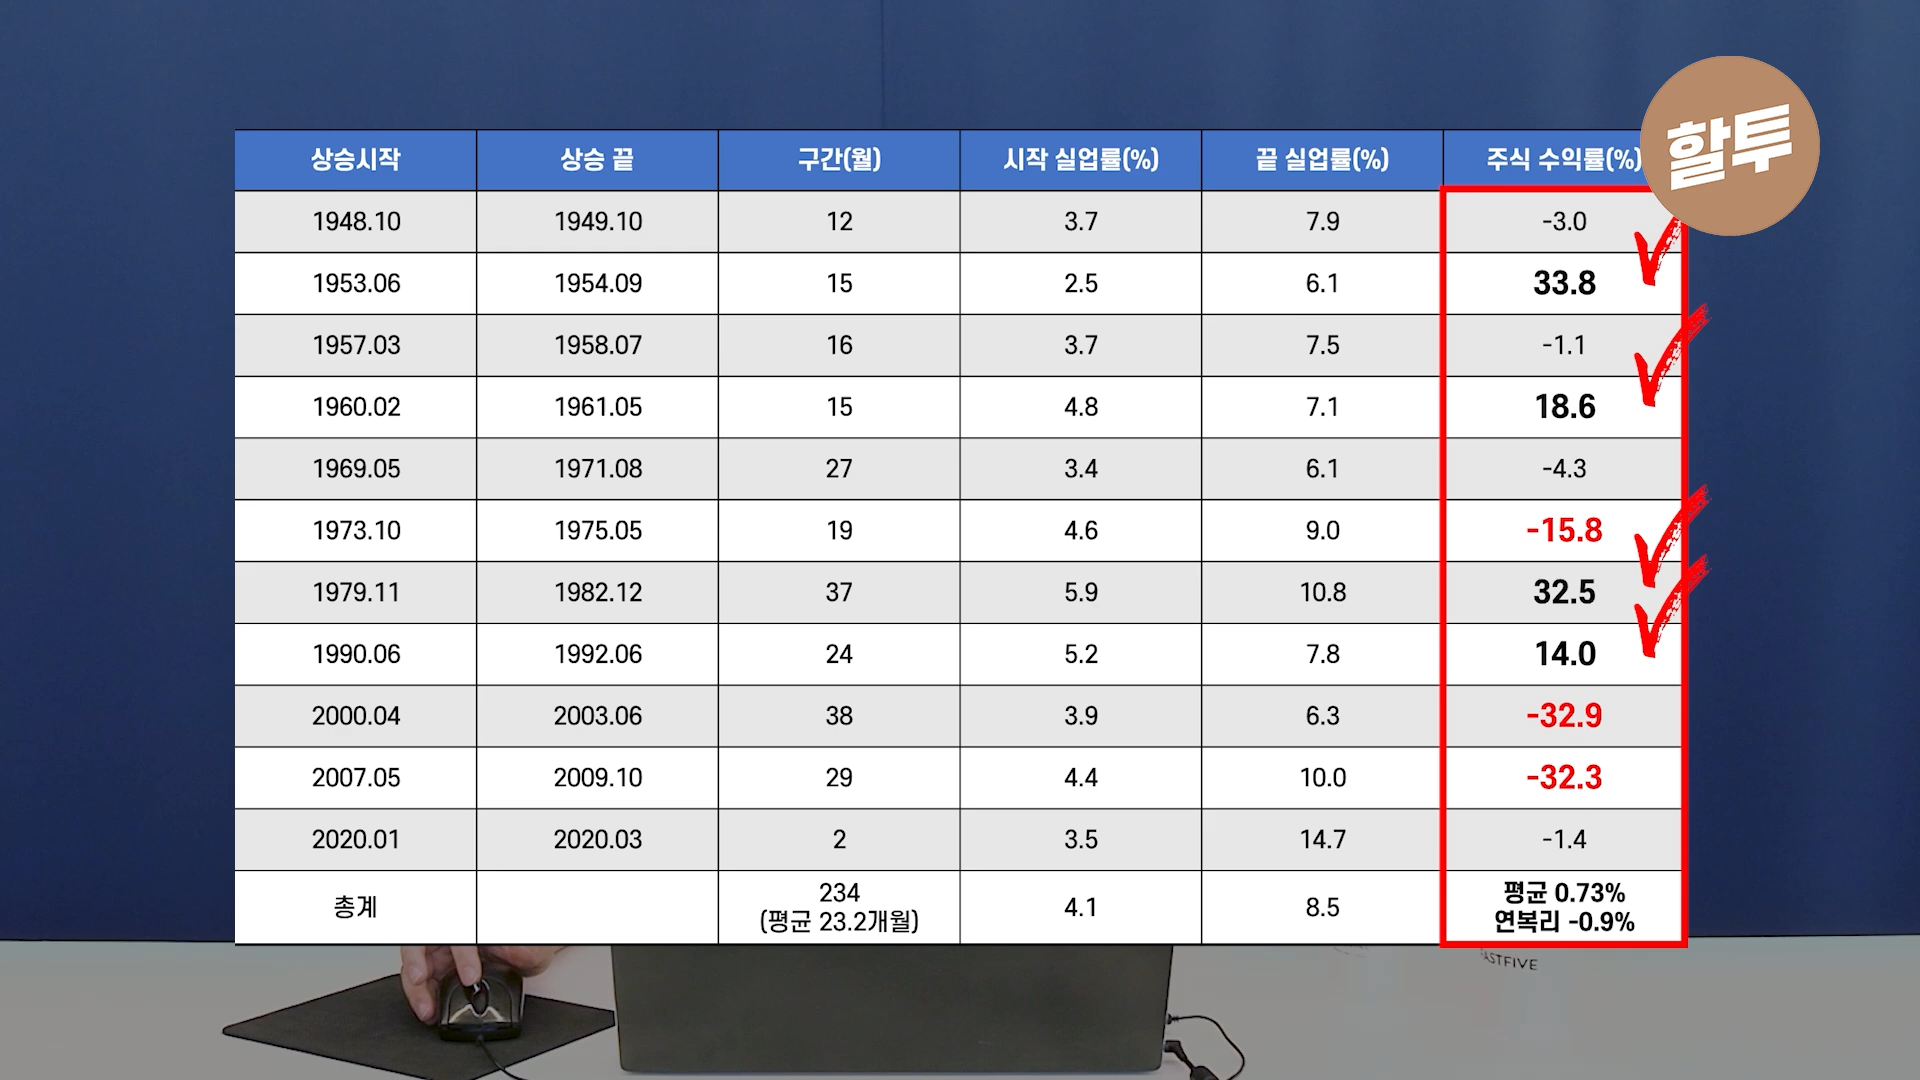 할투
상승시작 상승 끝 구간(월) 시작 실업률(%) 끝 실업률(%) 주식 수익률(%)
1948.10 1949.10 12 3.7 7.9 -3.0
1953.06 1954.09 15 2.5 6.1 33.8
1957.03 1958.07 16 3.7 7.5 -1.1
1960.02 1961.05 15 4.8 7.1 18.6
1969.05 1971.08 27 3.4 6.1 -4.3
1973.10 1975.05 19 4.6 9.0 -15.8
1979.11 1982.12 37 5.9 10.8 32.5
1990.06 1992.06 24 5.2 7.8 14.0
2000.04 2003.06 38 3.9 6.3 -32.9
2007.05 2009.10 29 4.4 10.0 -32.3
2020.01 2020.03 2 3.5 14.7 -1.4
총계 234 4.1 8.5 평균 0.73%
(평균 23.2개월) 연복리 -0.9%
ASTFIVE